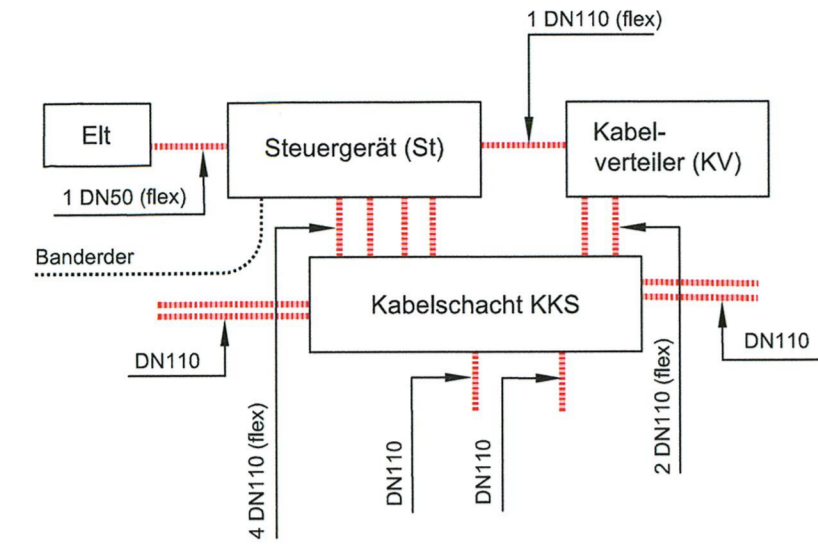 1 DN110 (flex)
Elt
Steuergerät (St)
Kabel-
verteiler (KV)
1 DN50 (flex)
Banderder
Kabelschacht KKS
DN110
DN110
4 DN110 (flex)
DN110
DN110
2 DN110 (flex)